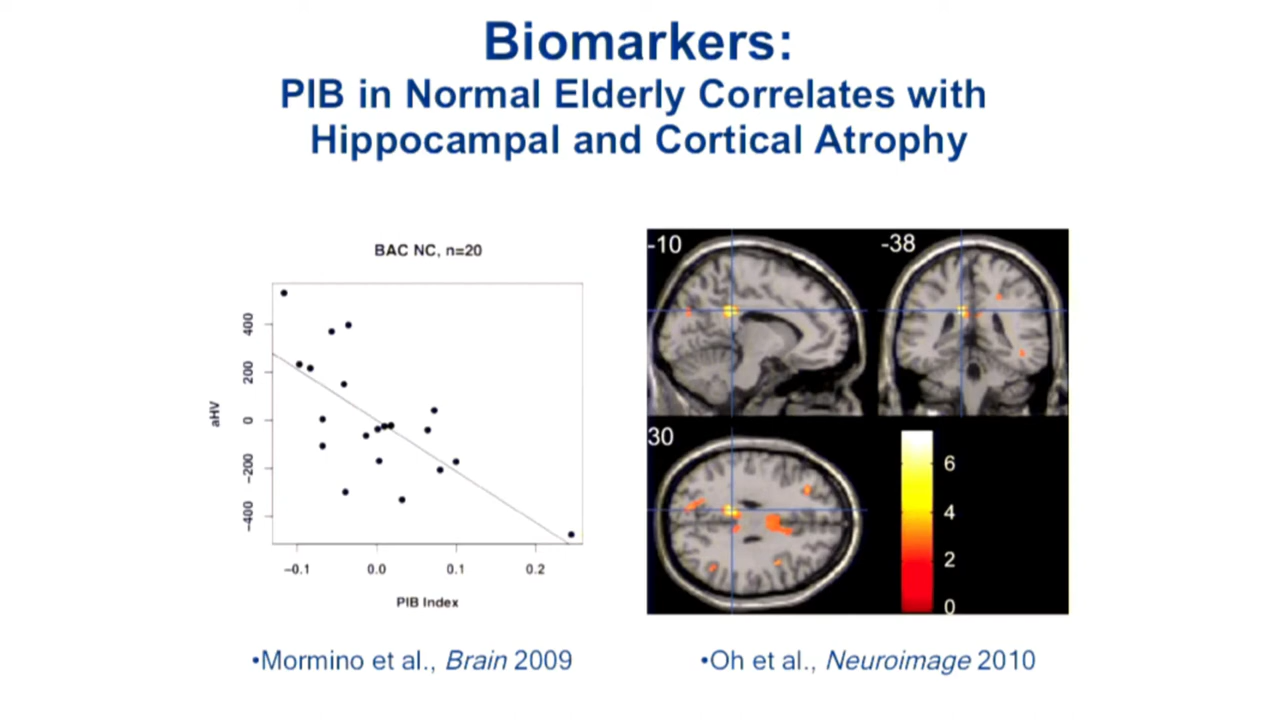 Biomarkers:
PIB in Normal Elderly Correlates with
Hippocampal and Cortical Atrophy
BAC NC, n=20
400
200
0
−200
−400
aHV
−0.1 0.0 0.1 0.2
PIB Index
-10
-38
30
6
4
2
0
•Mormino et al., Brain 2009
•Oh et al., Neuroimage 2010